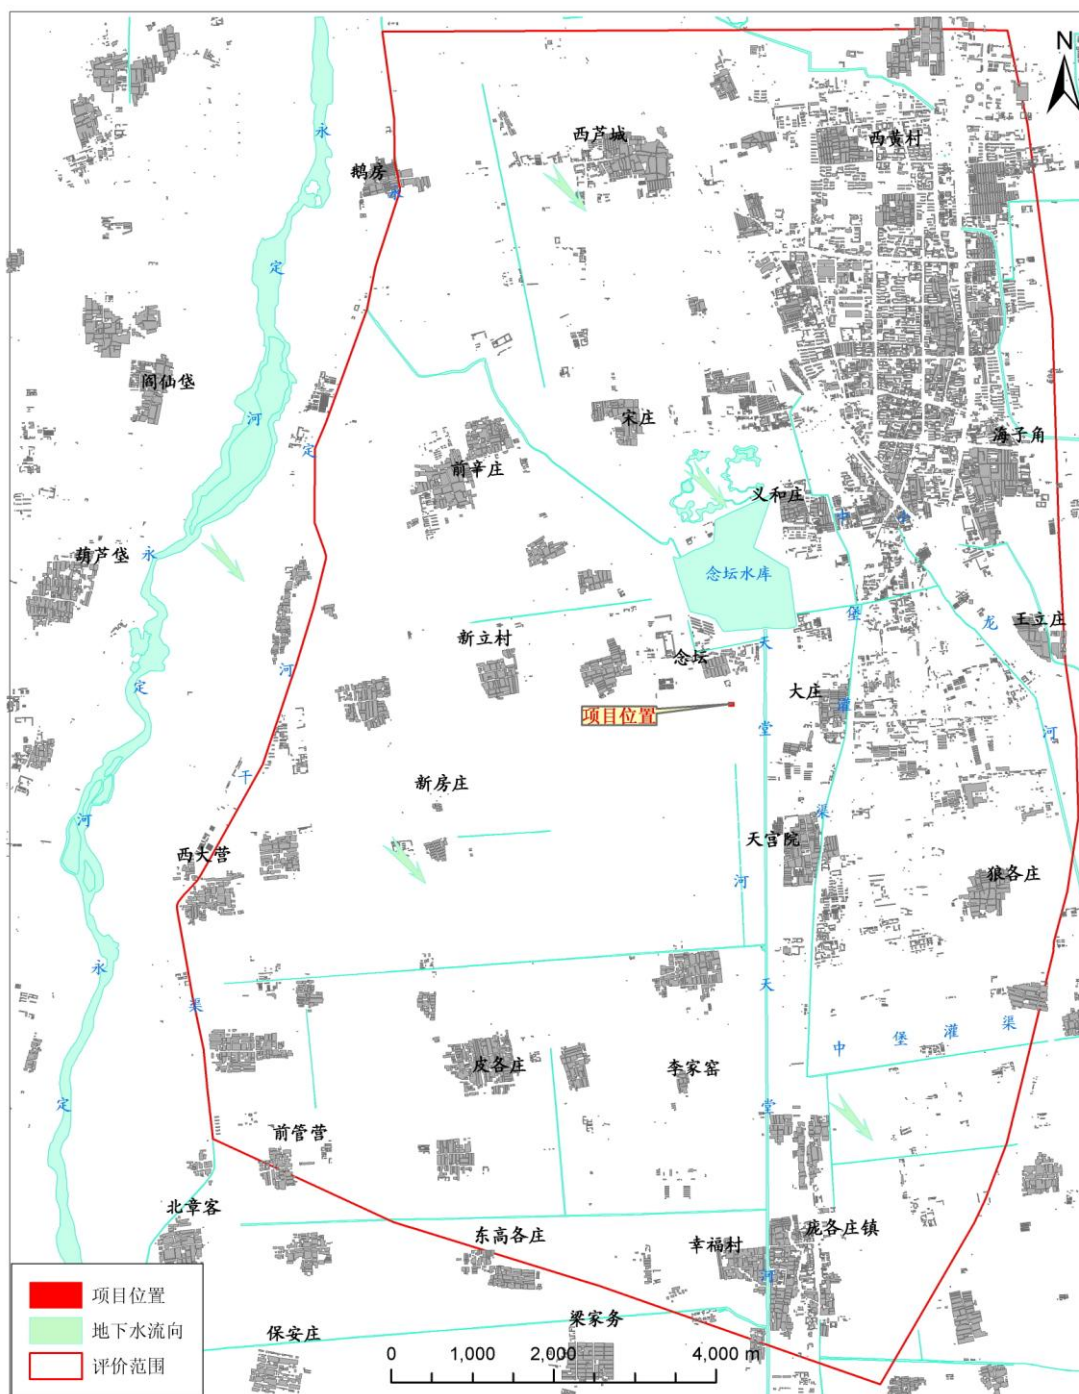 N
永
西芦城
西黄村
鹅房
永
定
阎仙垡
河
定
宋庄
海子角
前辛庄
义和庄
中
永
葫芦垡
念坛水库
堡
龙
王立庄
新立村
念坛
天
河
定
大庄
灌
项目位置
堂
河
干
新房庄
渠
河
天宫院
西大营
河
狼各庄
永
天
渠
中
堡
灌
渠
皮各庄
李家窑
定
堂
前管营
北章客
东高各庄
幸福村
庞各庄镇
河
项目位置
地下水流向
评价范围
保安庄
梁家务
0
1,000
2,000
4,000 m